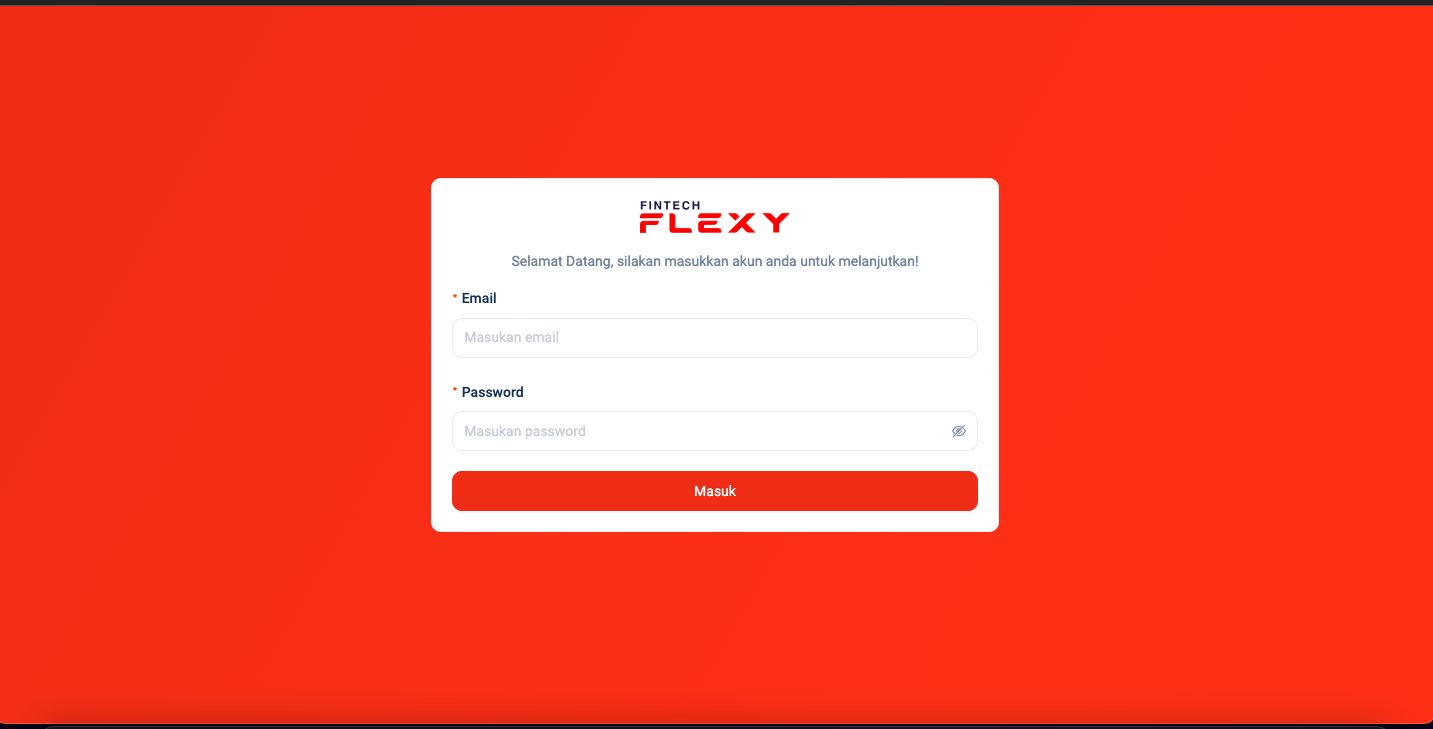 FINTECH
FLEXY
Selamat Datang, silakan masukkan akun anda untuk melanjutkan!
* Email
Masukan email
* Password
Masukan password
Masuk